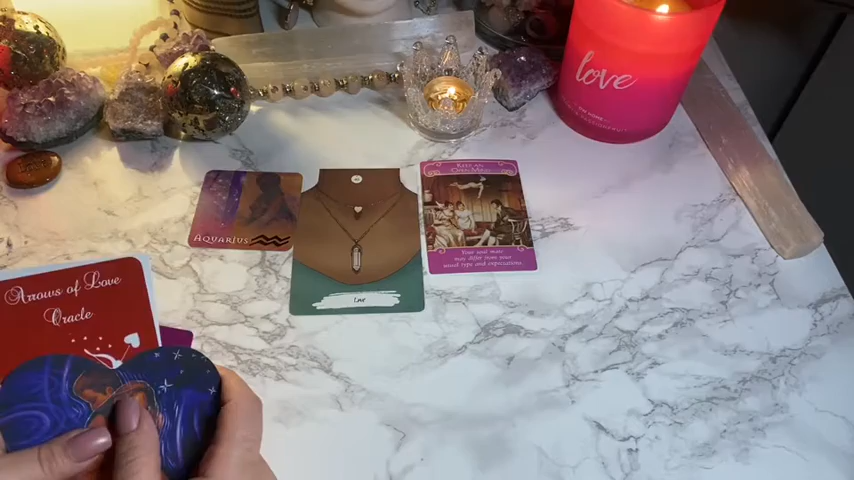 love
AQUARIUS
Love
KEEP AN
OPEN MIND
Your soul mate may
differ from your
usual type and expectations
Arrows of Love
Oracle